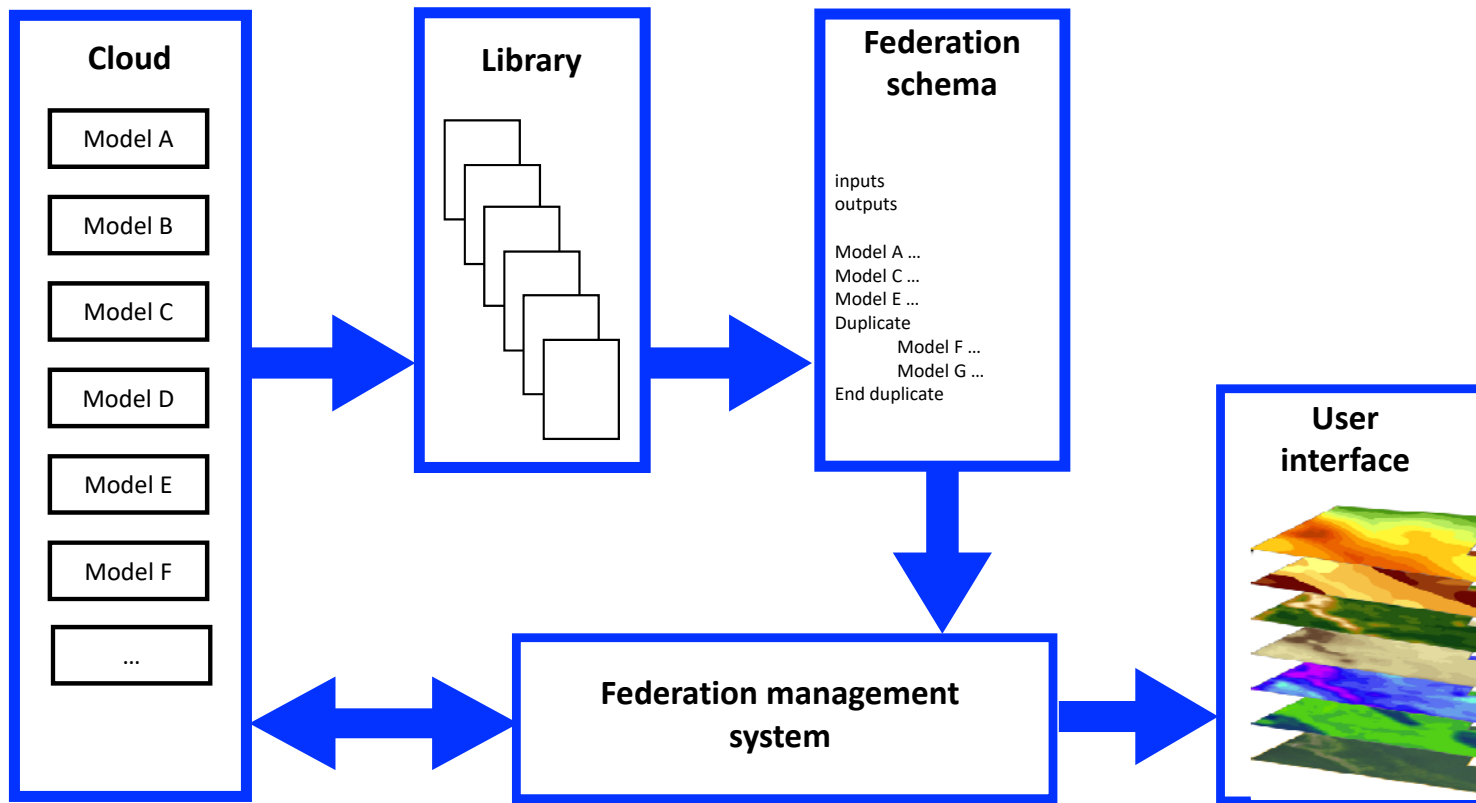 Cloud
Model A
Model B
Model C
Model D
Model E
Model F
...
Library
Federation
schema
inputs
outputs
Model A ...
Model C ...
Model E ...
Duplicate
Model F ...
Model G ...
End duplicate
Federation management
system
User
interface